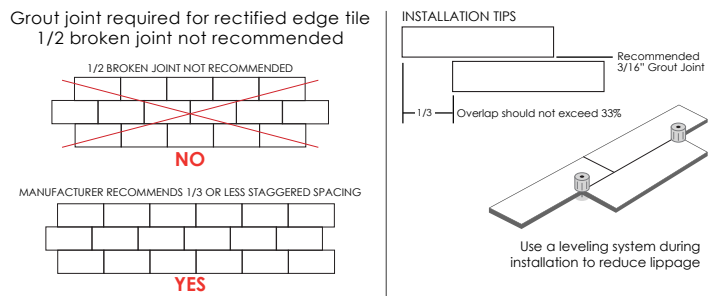 Grout joint required for rectified edge tile
1/2 broken joint not recommended
1/2 BROKEN JOINT NOT RECOMMENDED
NO
MANUFACTURER RECOMMENDS 1/3 OR LESS STAGGERED SPACING
YES
INSTALLATION TIPS
Recommended
3/16" Grout Joint
1/3
Overlap should not exceed 33%
Use a leveling system during
installation to reduce lippage